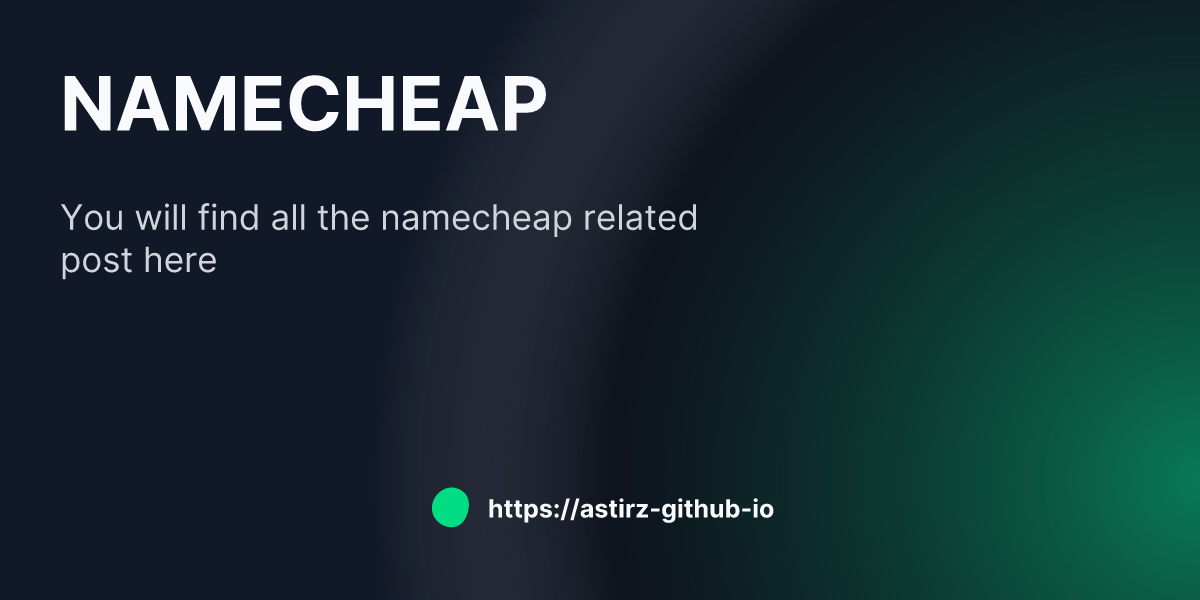 NAMECHEAP
You will find all the namecheap related
post here
https://astirz-github-io